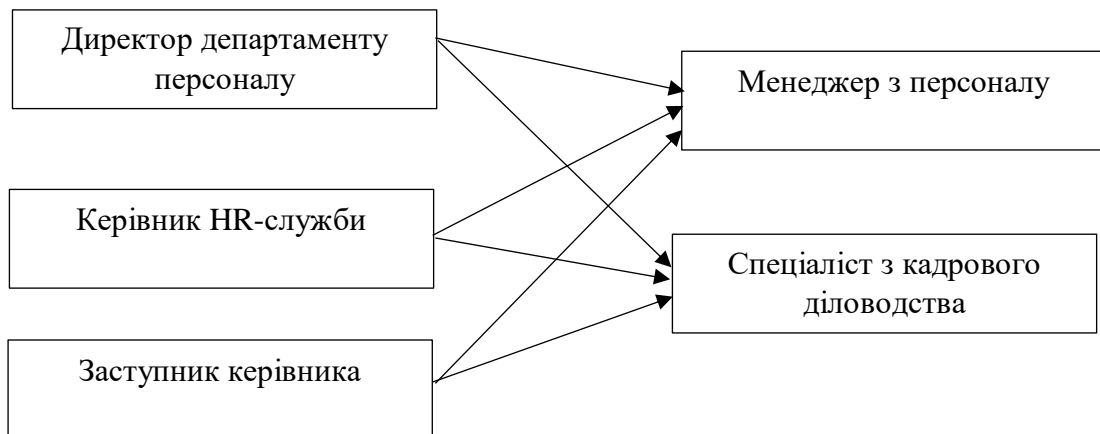 Директор департаменту
персоналу
Менеджер з персоналу
Керівник HR-служби
Спеціаліст з кадрового
діловодства
Заступник керівника